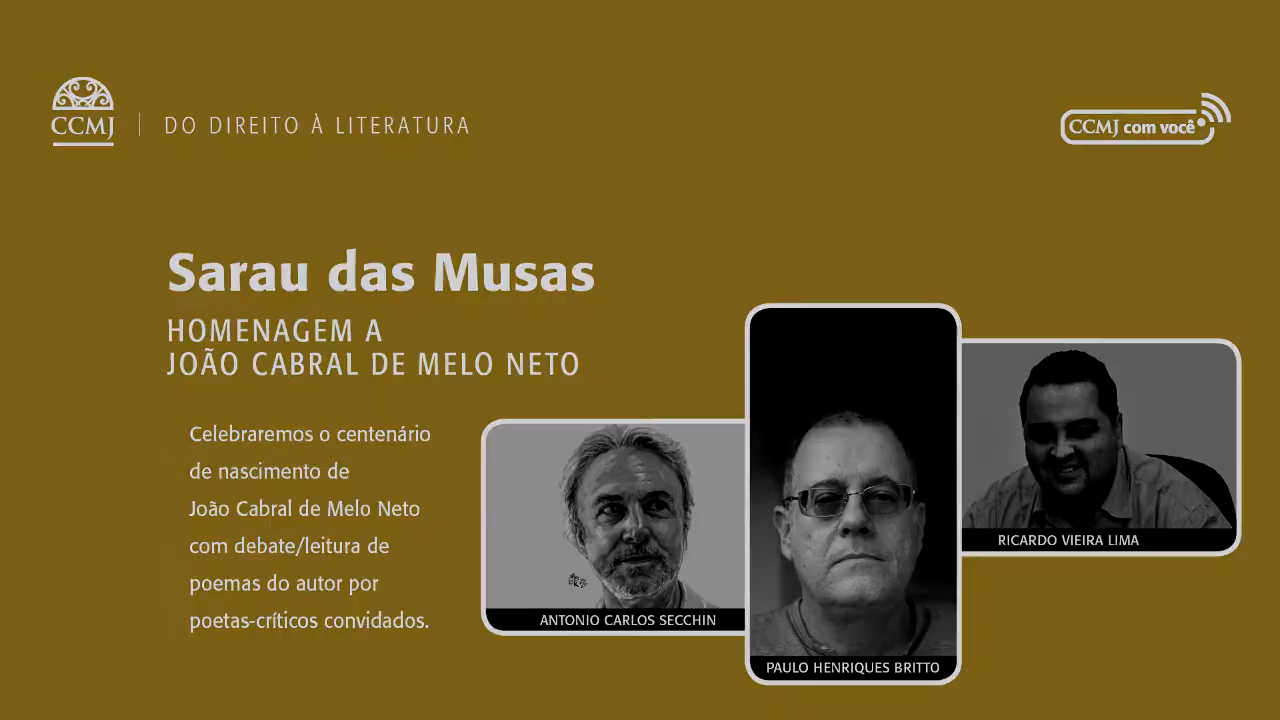 CCMJ
DO DIREITO À LITERATURA
CCMJ com você
Sarau das Musas
HOMENAGEM A
JOÃO CABRAL DE MELO NETO
Celebraremos o centenário
de nascimento de
João Cabral de Melo Neto
com debate/leitura de
poemas do autor por
poetas-críticos convidados.
ANTONIO CARLOS SECCHIN
PAULO HENRIQUES BRITTO
RICARDO VIEIRA LIMA